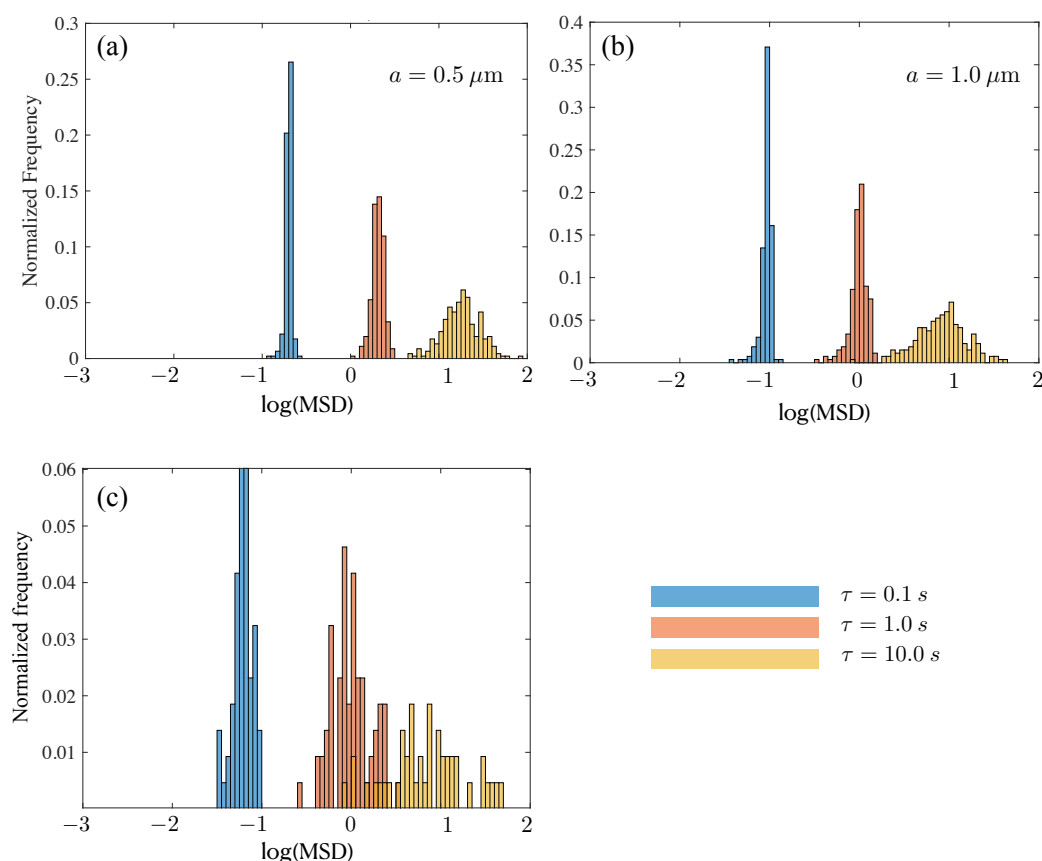 (a)
a = 0.5 μm
Normalized Frequency
0.3
0.25
0.2
0.15
0.1
0.05
0
−3 −2 −1 0 1 2
log(MSD)
(b)
a = 1.0 μm
0.4
0.35
0.3
0.25
0.2
0.15
0.1
0.05
0
−3 −2 −1 0 1 2
log(MSD)
(c)
Normalized frequency
0.06
0.05
0.04
0.03
0.02
0.01
−3 −2 −1 0 1 2
log(MSD)
τ = 0.1 s
τ = 1.0 s
τ = 10.0 s